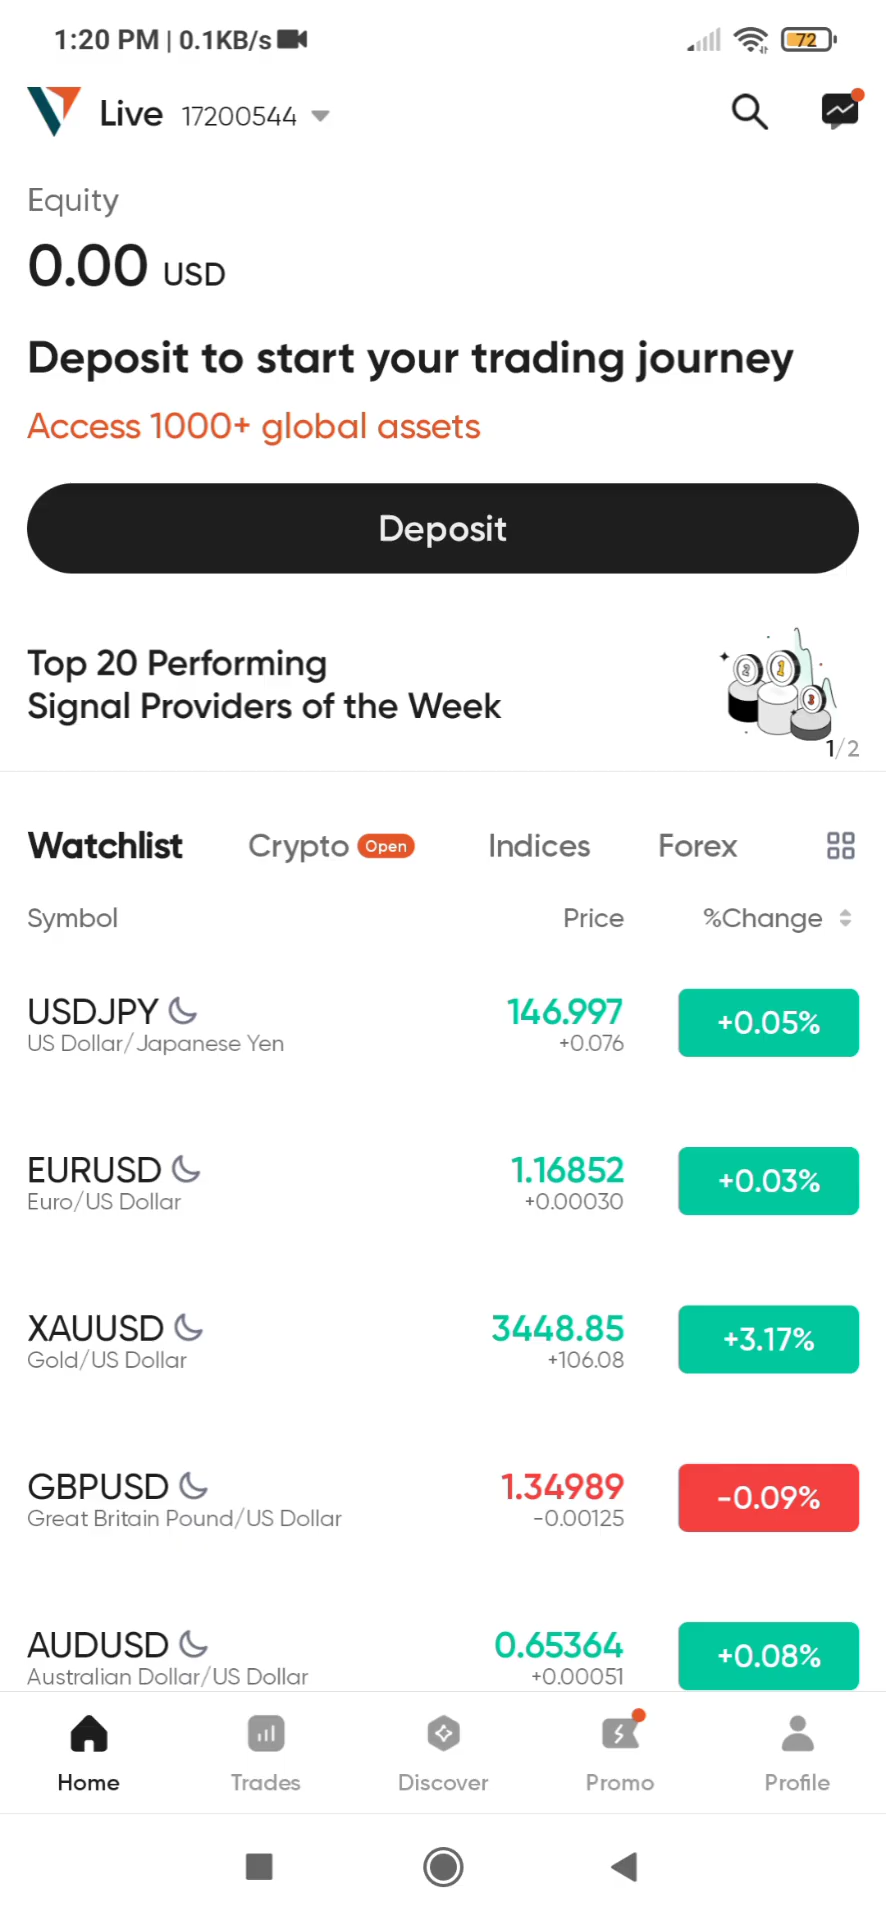 1:20 PM | 0.1KB/s
72
Live 17200544
Equity
0.00 USD
Deposit to start your trading journey
Access 1000+ global assets
Deposit
Top 20 Performing
Signal Providers of the Week
2 1 3
1/2
Watchlist Crypto Open Indices Forex
Symbol Price %Change
USDJPY 146.997 +0.05%
US Dollar/Japanese Yen +0.076
EURUSD 1.16852 +0.03%
Euro/US Dollar +0.00030
XAUUSD 3448.85 +3.17%
Gold/US Dollar +106.08
GBPUSD 1.34989 -0.09%
Great Britain Pound/US Dollar -0.00125
AUDUSD 0.65364 +0.08%
Australian Dollar/US Dollar +0.00051
Home Trades Discover Promo Profile